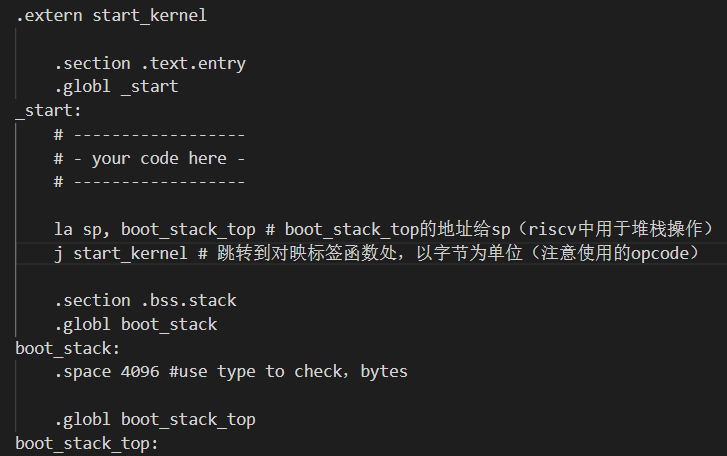 .extern start_kernel
.section .text.entry
.globl _start
_start:
# ------------------
# - your code here -
# ------------------
la sp, boot_stack_top # boot_stack_top的地址给sp（riscv中用于堆栈操作）
j start_kernel # 跳转到对映标签函数处，以字节为单位（注意使用的opcode）
.section .bss.stack
.globl boot_stack
boot_stack:
.space 4096 #use type to check，bytes
.globl boot_stack_top
boot_stack_top: